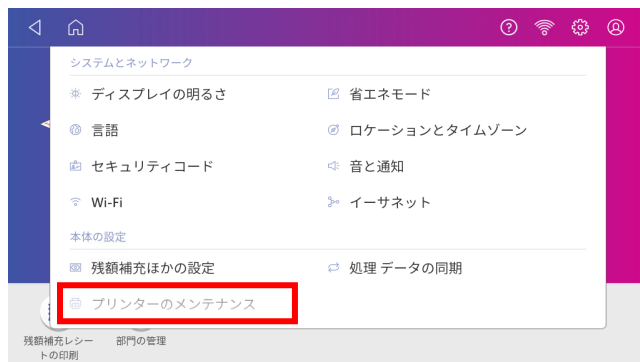 システムとネットワーク
ディスプレイの明るさ
省エネモード
言語
ロケーションとタイムゾーン
セキュリティコード
音と通知
Wi-Fi
イーサネット
本体の設定
残額補充ほかの設定
処理 データの同期
プリンターのメンテナンス
残額補充レシー
トの印刷
部門の管理